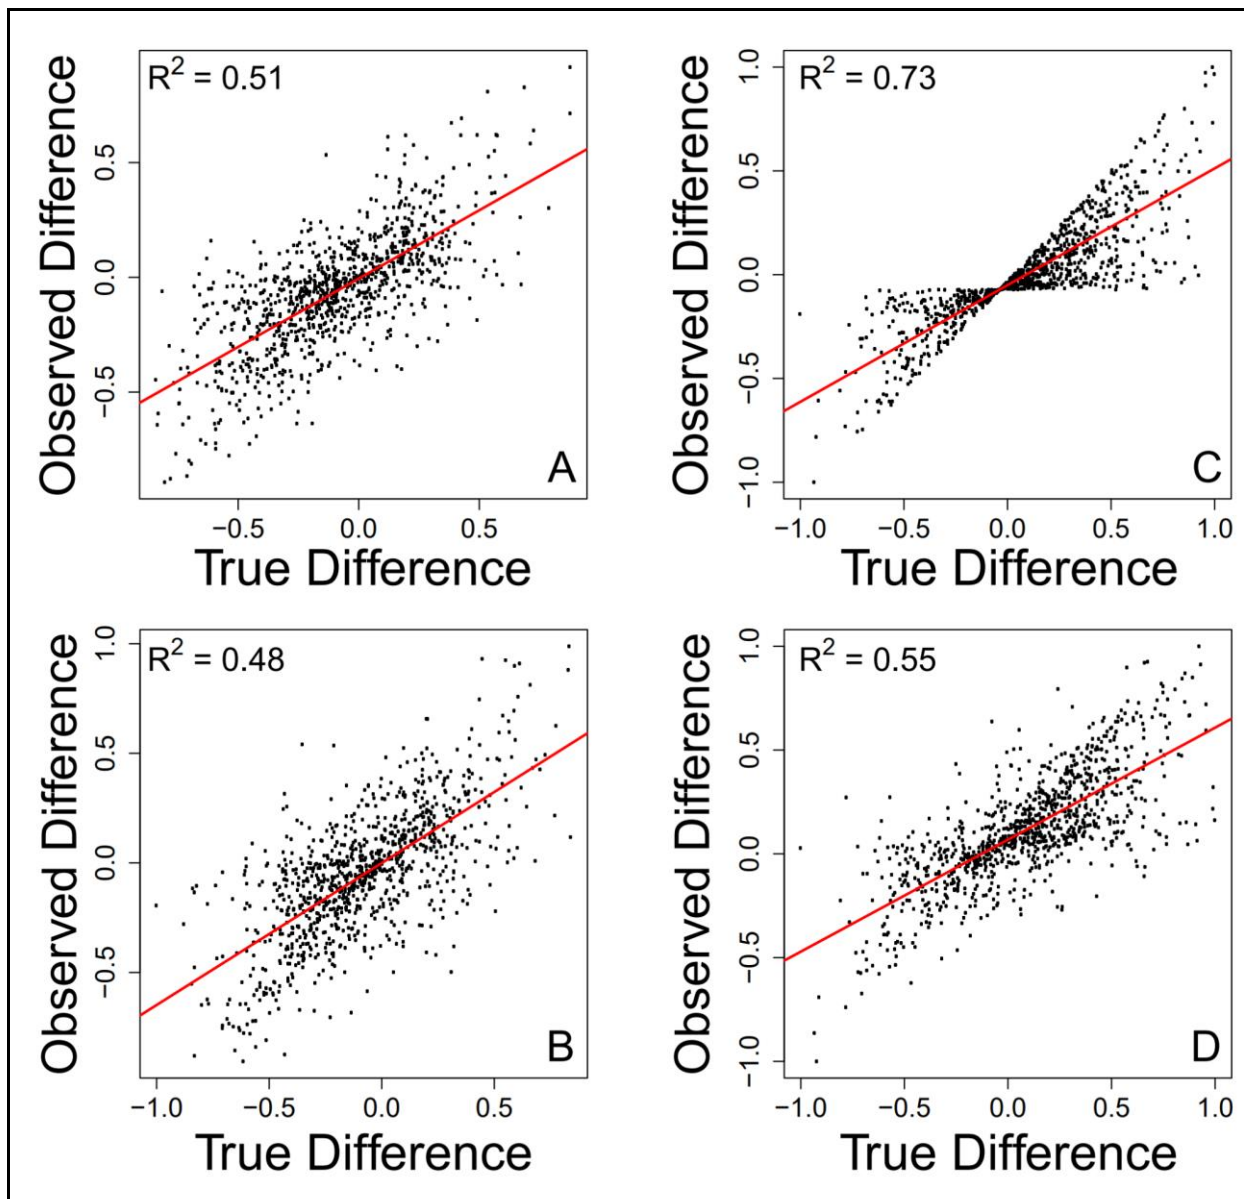 R² = 0.51
Observed Difference
0.5
0.0
−0.5
A
−0.5 0.0 0.5
True Difference
R² = 0.73
Observed Difference
1.0
0.5
0.0
−0.5
−1.0
C
−1.0 −0.5 0.0 0.5 1.0
True Difference
R² = 0.48
Observed Difference
1.0
0.5
0.0
−0.5
B
−1.0 −0.5 0.0 0.5
True Difference
R² = 0.55
Observed Difference
1.0
0.5
0.0
−0.5
−1.0
D
−1.0 −0.5 0.0 0.5 1.0
True Difference